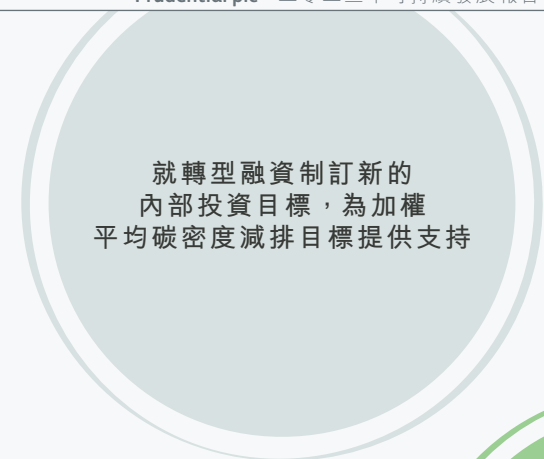 Prudential plc 二零二三年可持續發展報告
就轉型融資制訂新的
內部投資目標，為加權
平均碳密度減排目標提供支持